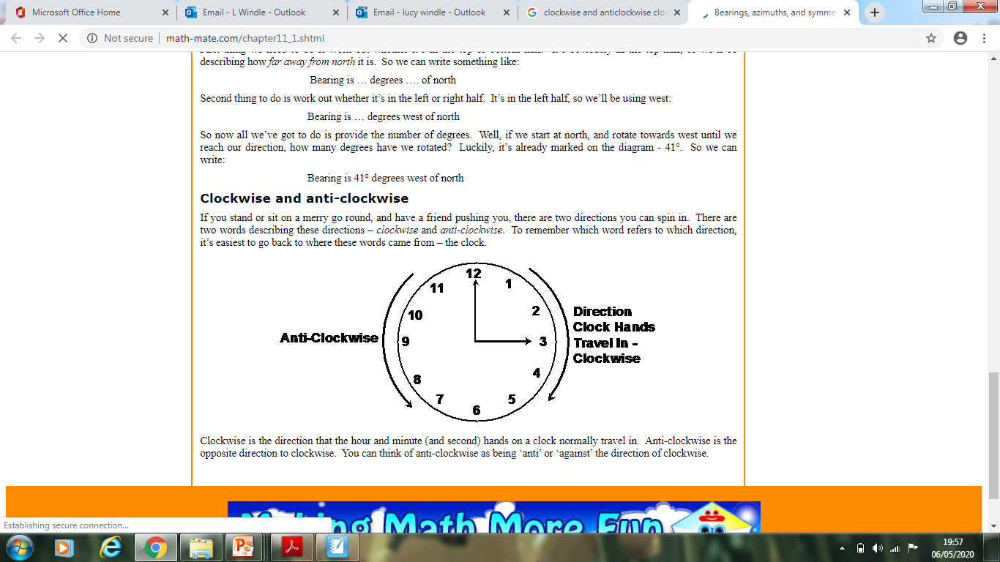 Microsoft Office Home
Email - L Windle - Outlook
Email - lucy windle - Outlook
clockwise and anticlockwise cloc
Bearings, azimuths, and symme
Not secure
math-mate.com/chapter11_1.shtml
describing how far away from north it is. So we can write something like:
Bearing is … degrees …. of north
Second thing to do is work out whether it's in the left or right half. It's in the left half, so we'll be using west:
Bearing is … degrees west of north
So now all we've got to do is provide the number of degrees. Well, if we start at north, and rotate towards west until we
reach our direction, how many degrees have we rotated? Luckily, it's already marked on the diagram - 41°. So we can
write:
Bearing is 41° degrees west of north
Clockwise and anti-clockwise
If you stand or sit on a merry go round, and have a friend pushing you, there are two directions you can spin in. There are
two words describing these directions – clockwise and anti-clockwise. To remember which word refers to which direction,
it's easiest to go back to where these words came from – the clock.
12
11
1
10
2
9
3
8
4
7
5
6
Anti-Clockwise
Direction
Clock Hands
Travel In -
Clockwise
Clockwise is the direction that the hour and minute (and second) hands on a clock normally travel in. Anti-clockwise is the
opposite direction to clockwise. You can think of anti-clockwise as being 'anti' or 'against' the direction of clockwise.
Making Math More Fun
Establishing secure connection...
19:57
06/05/2020